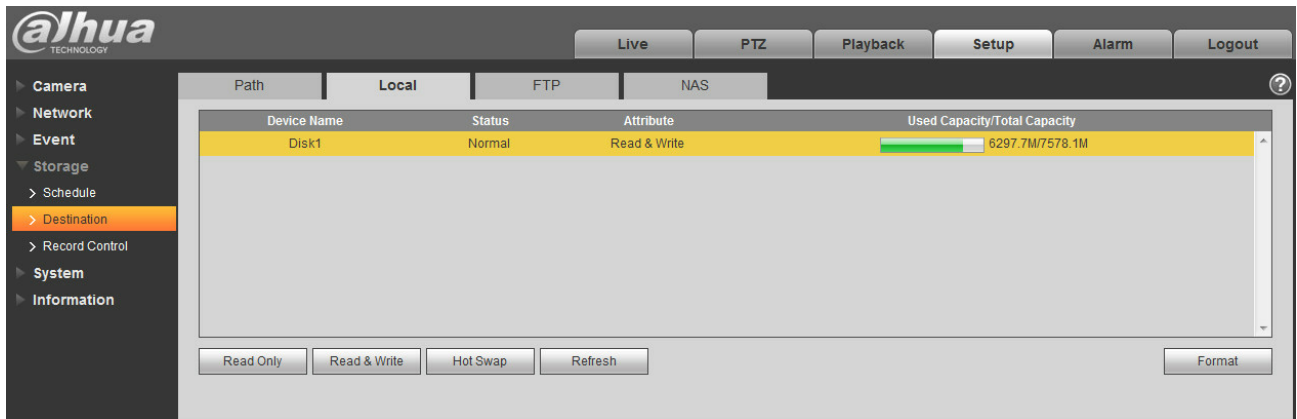 alhua
TECHNOLOGY
Live PTZ Playback Setup Alarm Logout
Camera
Network
Event
Storage
> Schedule
> Destination
> Record Control
System
Information
Path Local FTP NAS ?
Device Name Status Attribute Used Capacity/Total Capacity
Disk1 Normal Read & Write 6297.7M/7578.1M
Read Only Read & Write Hot Swap Refresh Format